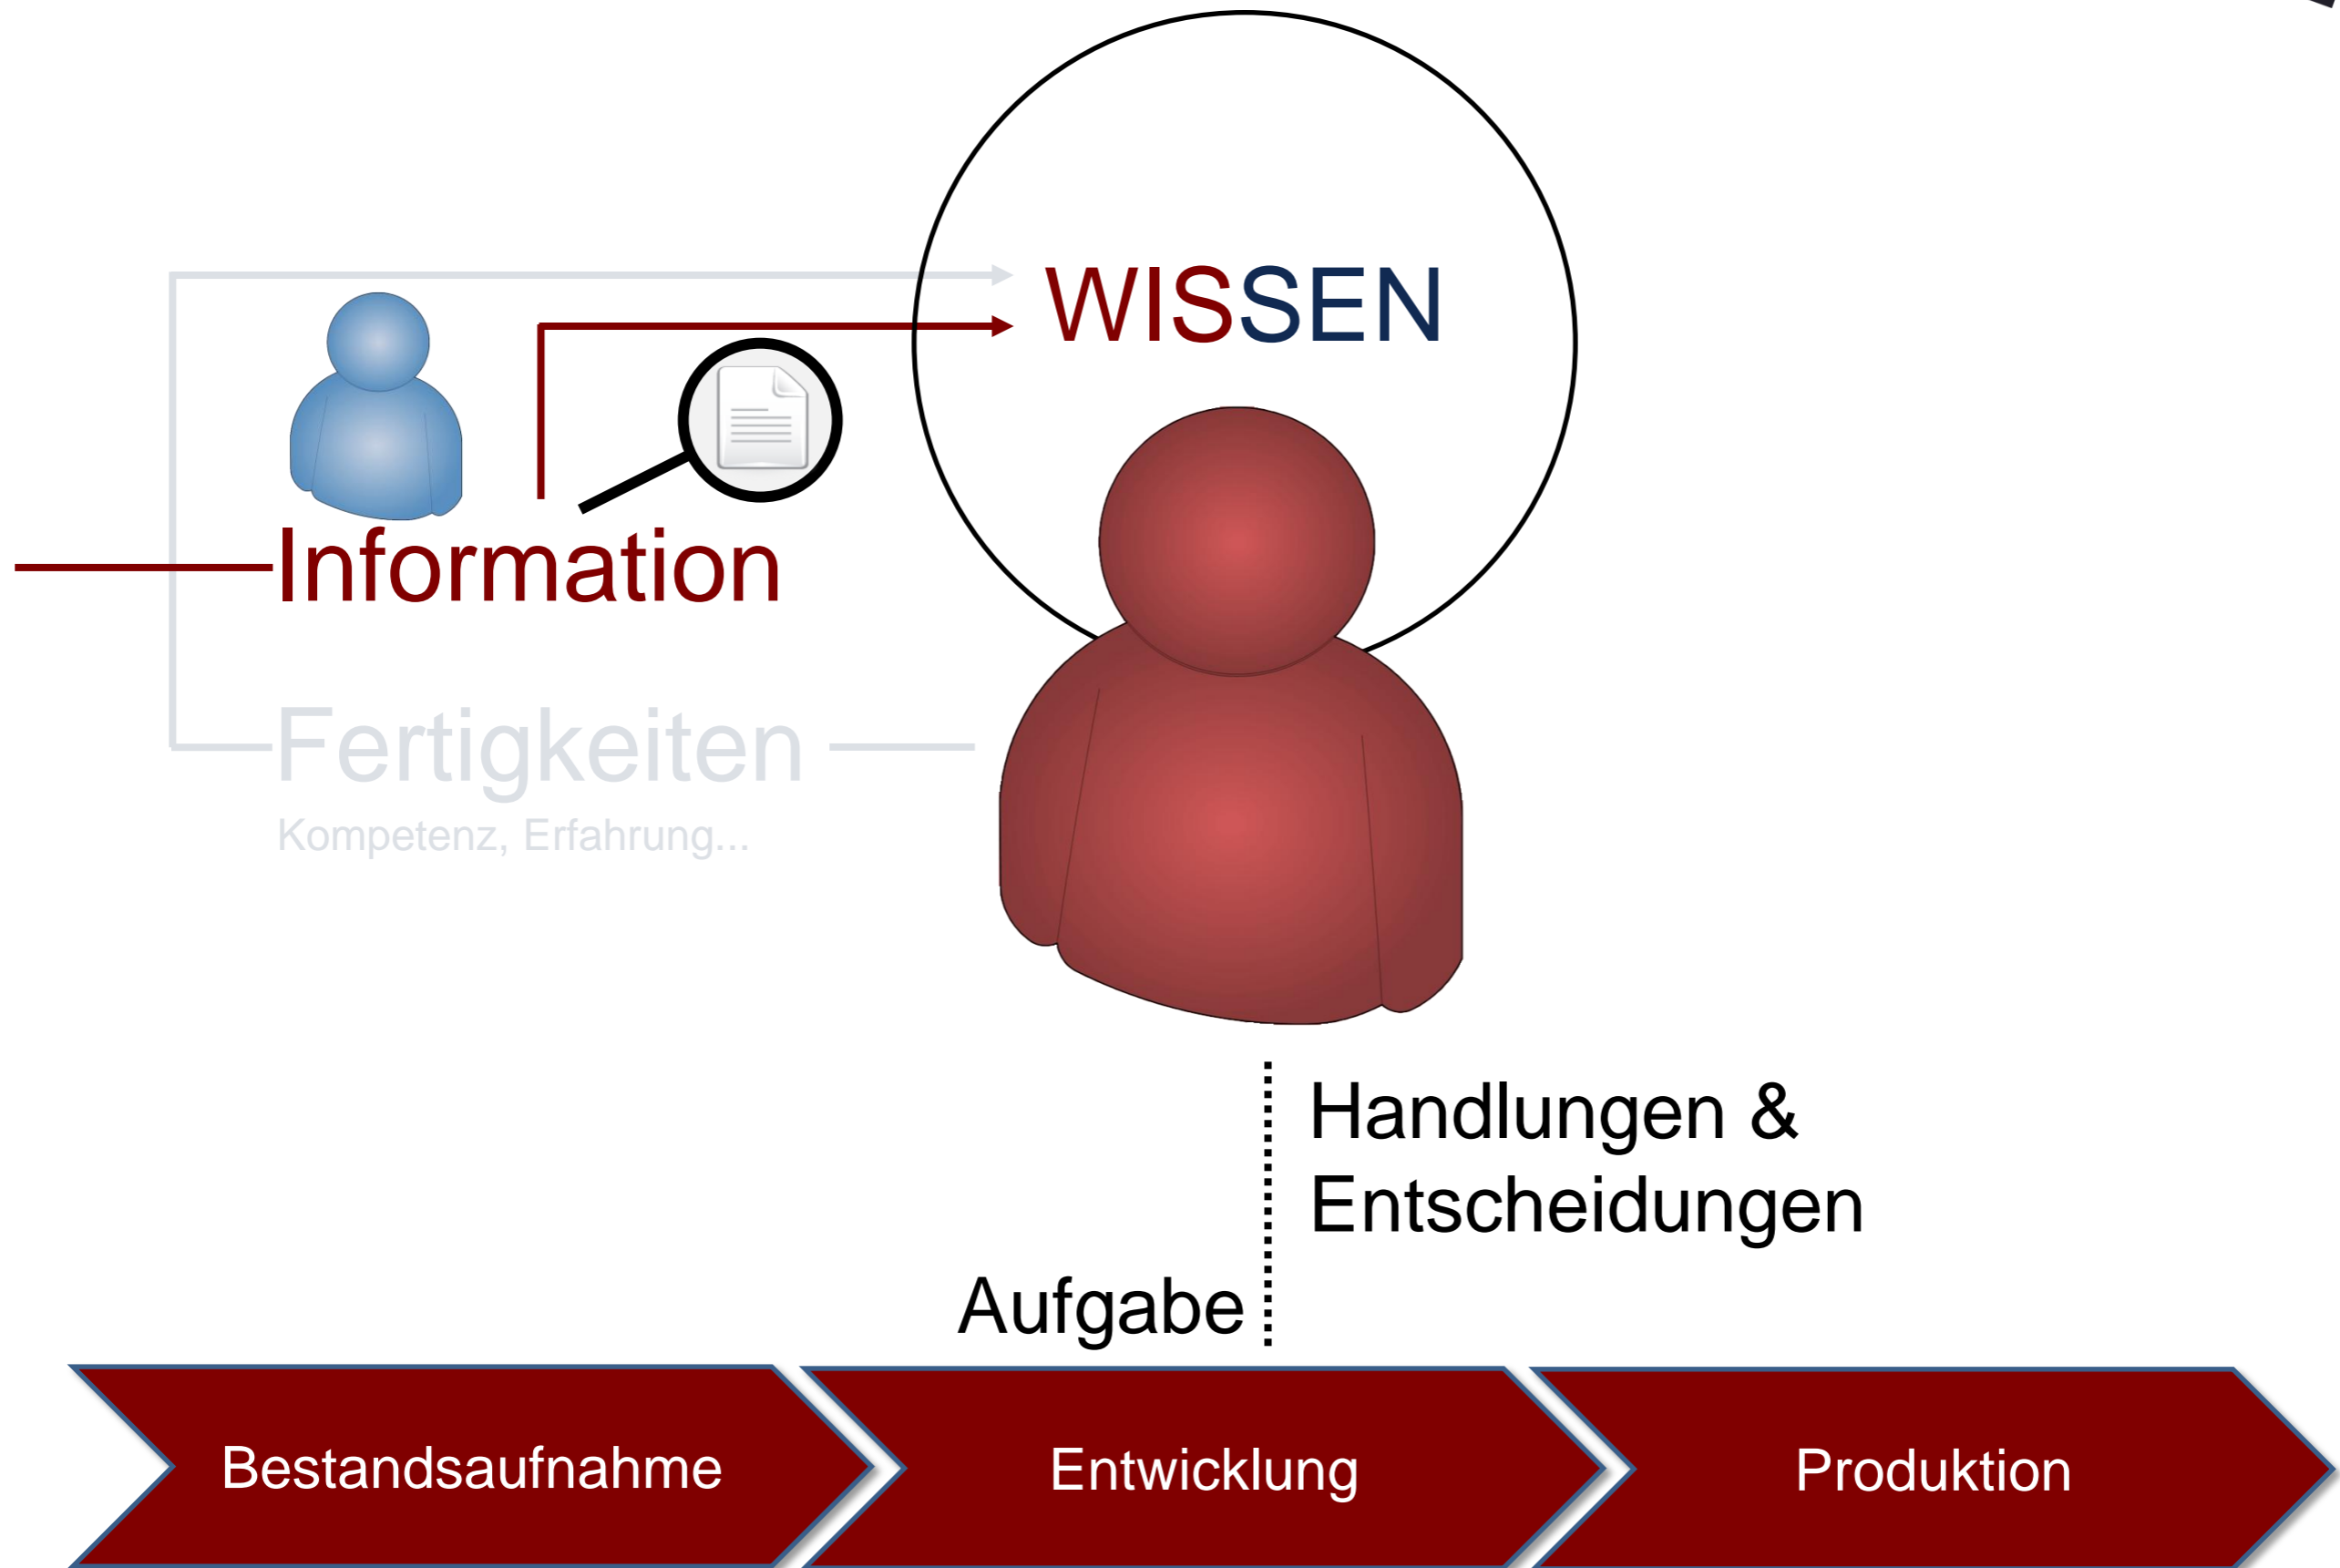 WISSEN
Information
Fertigkeiten
Kompetenz, Erfahrung...
Handlungen &
Entscheidungen
Aufgabe
Bestandsaufnahme
Entwicklung
Produktion